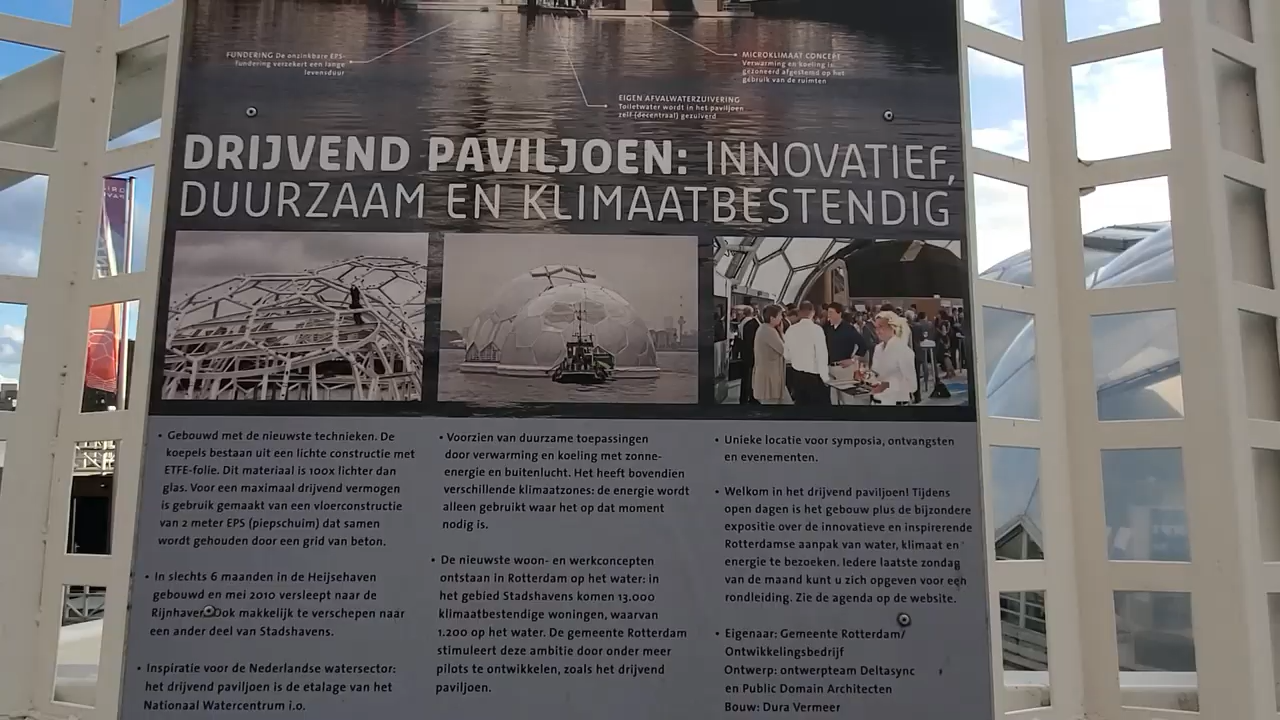 FUNDERING De onzinkbare EPS-
fundering verzekert een lange
levensduur
MICROKLIMAAT CONCEPT
Verwarming en koeling is
gezoneerd afgestemd op het
gebruik van de ruimten
EIGEN AFVALWATERZUIVERING
Toiletwater wordt in het paviljoen
zelf (decentraal) gezuiverd
DRIJVEND PAVILJOEN: INNOVATIEF,
DUURZAAM EN KLIMAATBESTENDIG
• Gebouwd met de nieuwste technieken. De
koepels bestaan uit een lichte constructie met
ETFE-folie. Dit materiaal is 100x lichter dan
glas. Voor een maximaal drijvend vermogen
is gebruik gemaakt van een vloerconstructie
van 2 meter EPS (piepschuim) dat samen
wordt gehouden door een grid van beton.
• In slechts 6 maanden in de Heijsehaven
gebouwd en mei 2010 versleept naar de
Rijnhaven. Ook makkelijk te verschepen naar
een ander deel van Stadshavens.
• Inspiratie voor de Nederlandse watersector:
het drijvend paviljoen is de etalage van het
Nationaal Watercentrum i.o.
• Voorzien van duurzame toepassingen
door verwarming en koeling met zonne-
energie en buitenlucht. Het heeft bovendien
verschillende klimaatzones: de energie wordt
alleen gebruikt waar het op dat moment
nodig is.
• De nieuwste woon- en werkconcepten
ontstaan in Rotterdam op het water: in
het gebied Stadshavens komen 13.000
klimaatbestendige woningen, waarvan
1.200 op het water. De gemeente Rotterdam
stimuleert deze ambitie door onder meer
pilots te ontwikkelen, zoals het drijvend
paviljoen.
• Unieke locatie voor symposia, ontvangsten
en evenementen.
• Welkom in het drijvend paviljoen! Tijdens
open dagen is het gebouw plus de bijzondere
expositie over de innovatieve en inspirerende
Rotterdamse aanpak van water, klimaat en
energie te bezoeken. Iedere laatste zondag
van de maand kunt u zich opgeven voor een
rondleiding. Zie de agenda op de website.
• Eigenaar: Gemeente Rotterdam/
Ontwikkelingsbedrijf
Ontwerp: ontwerpteam Deltasync
en Public Domain Architecten
Bouw: Dura Vermeer